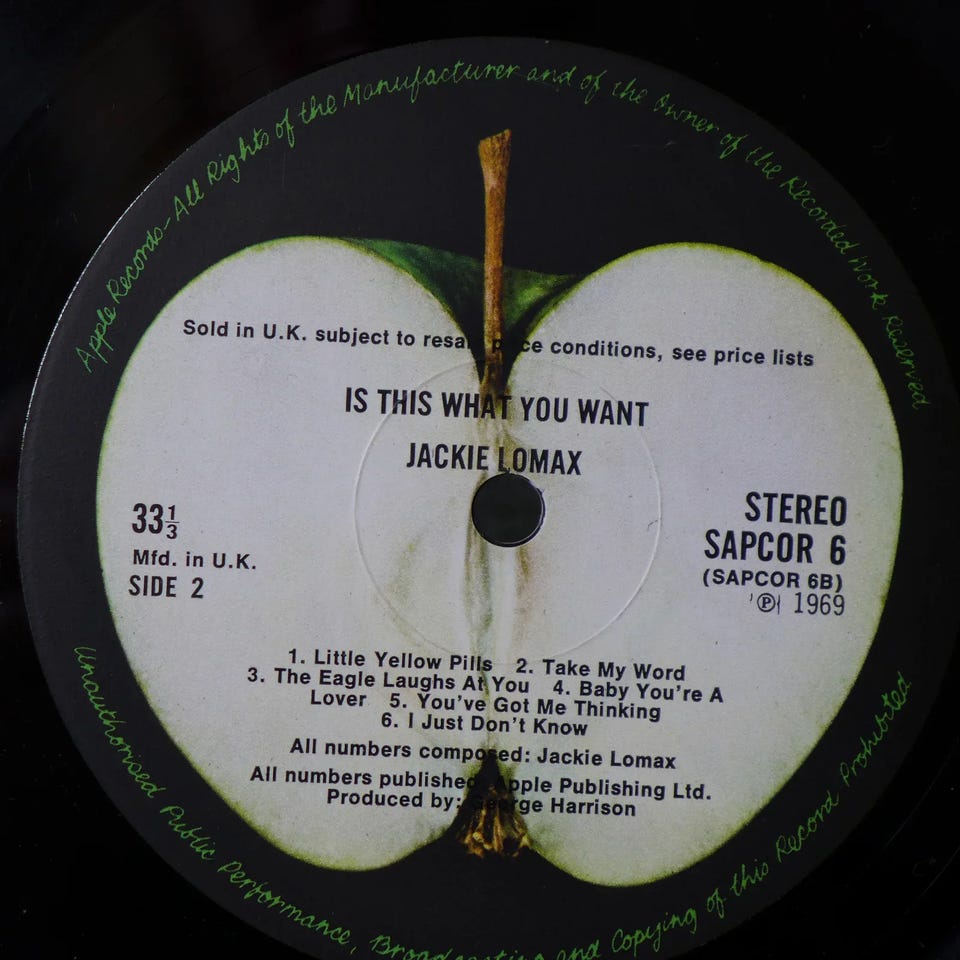 Apple Records - All Rights of the Manufacturer and of the Owner of the Recorded Work Reserved
Sold in U.K. subject to resale price conditions, see price lists
IS THIS WHAT YOU WANT
JACKIE LOMAX
33⅓
Mfd. in U.K.
SIDE 2
STEREO
SAPCOR 6
(SAPCOR 6B)
℗ 1969
1. Little Yellow Pills 2. Take My Word
3. The Eagle Laughs At You 4. Baby You're A
Lover 5. You've Got Me Thinking
6. I Just Don't Know
All numbers composed: Jackie Lomax
All numbers published Apple Publishing Ltd.
Produced by: George Harrison
Unauthorised Public Performance, Broadcasting and Copying of this Record Prohibited